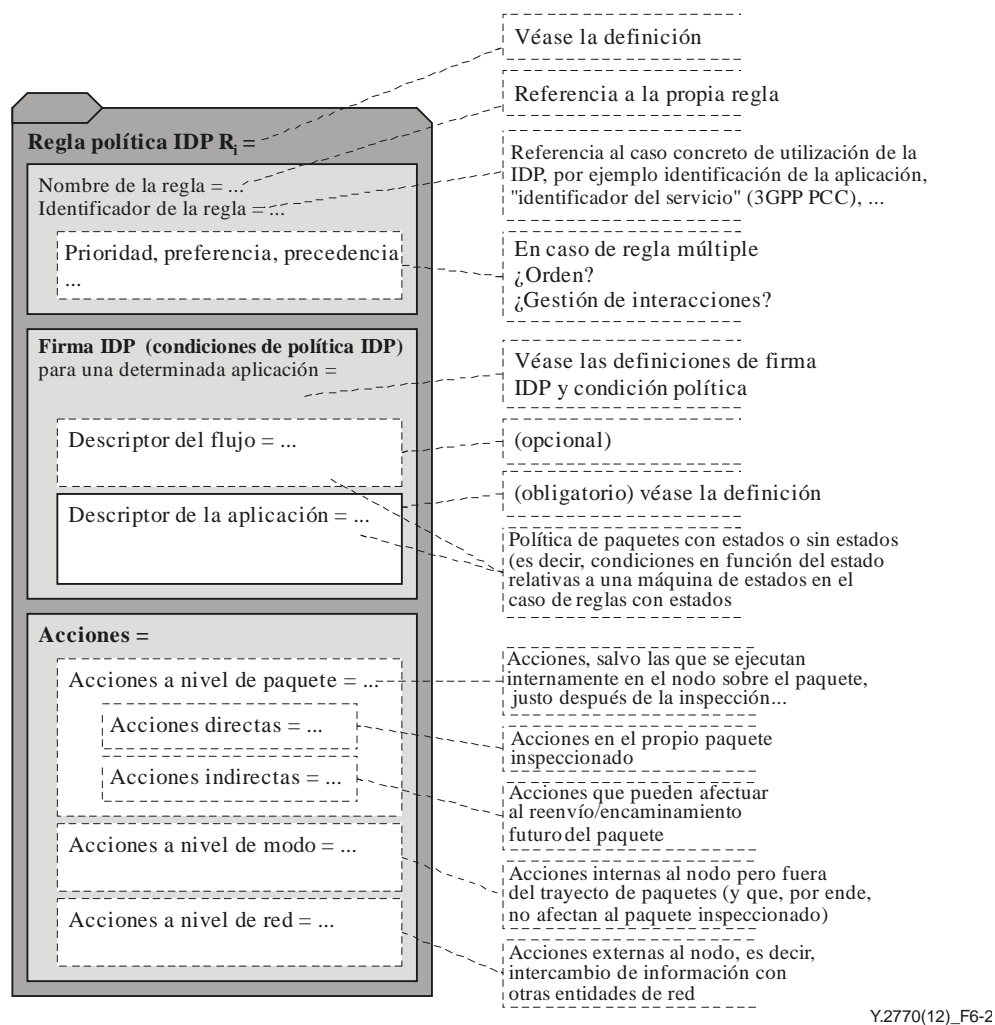 Véase la definición
Referencia a la propia regla
Regla política IDP Ri =
Nombre de la regla = ...
Identificador de la regla = ...
Referencia al caso concreto de utilización de la
IDP, por ejemplo identificación de la aplicación,
"identificador del servicio" (3GPP PCC), ...
Prioridad, preferencia, precedencia
...
En caso de regla múltiple
¿Orden?
¿Gestión de interacciones?
Firma IDP (condiciones de política IDP)
para una determinada aplicación =
Véase las definiciones de firma
IDP y condición política
Descriptor del flujo = ...
(opcional)
Descriptor de la aplicación = ...
(obligatorio) véase la definición
Política de paquetes con estados o sin estados
(es decir, condiciones en función del estado
relativas a una máquina de estados en el
caso de reglas con estados
Acciones =
Acciones a nivel de paquete = ...
Acciones, salvo las que se ejecutan
internamente en el nodo sobre el paquete,
justo después de la inspección...
Acciones directas = ...
Acciones en el propio paquete
inspeccionado
Acciones indirectas = ...
Acciones que pueden afectuar
al reenvío/encaminamiento
futuro del paquete
Acciones a nivel de modo = ...
Acciones internas al nodo pero fuera
del trayecto de paquetes (y que, por ende,
no afectan al paquete inspeccionado)
Acciones a nivel de red = ...
Acciones externas al nodo, es decir,
intercambio de información con
otras entidades de red
Y.2770(12)_F6-2